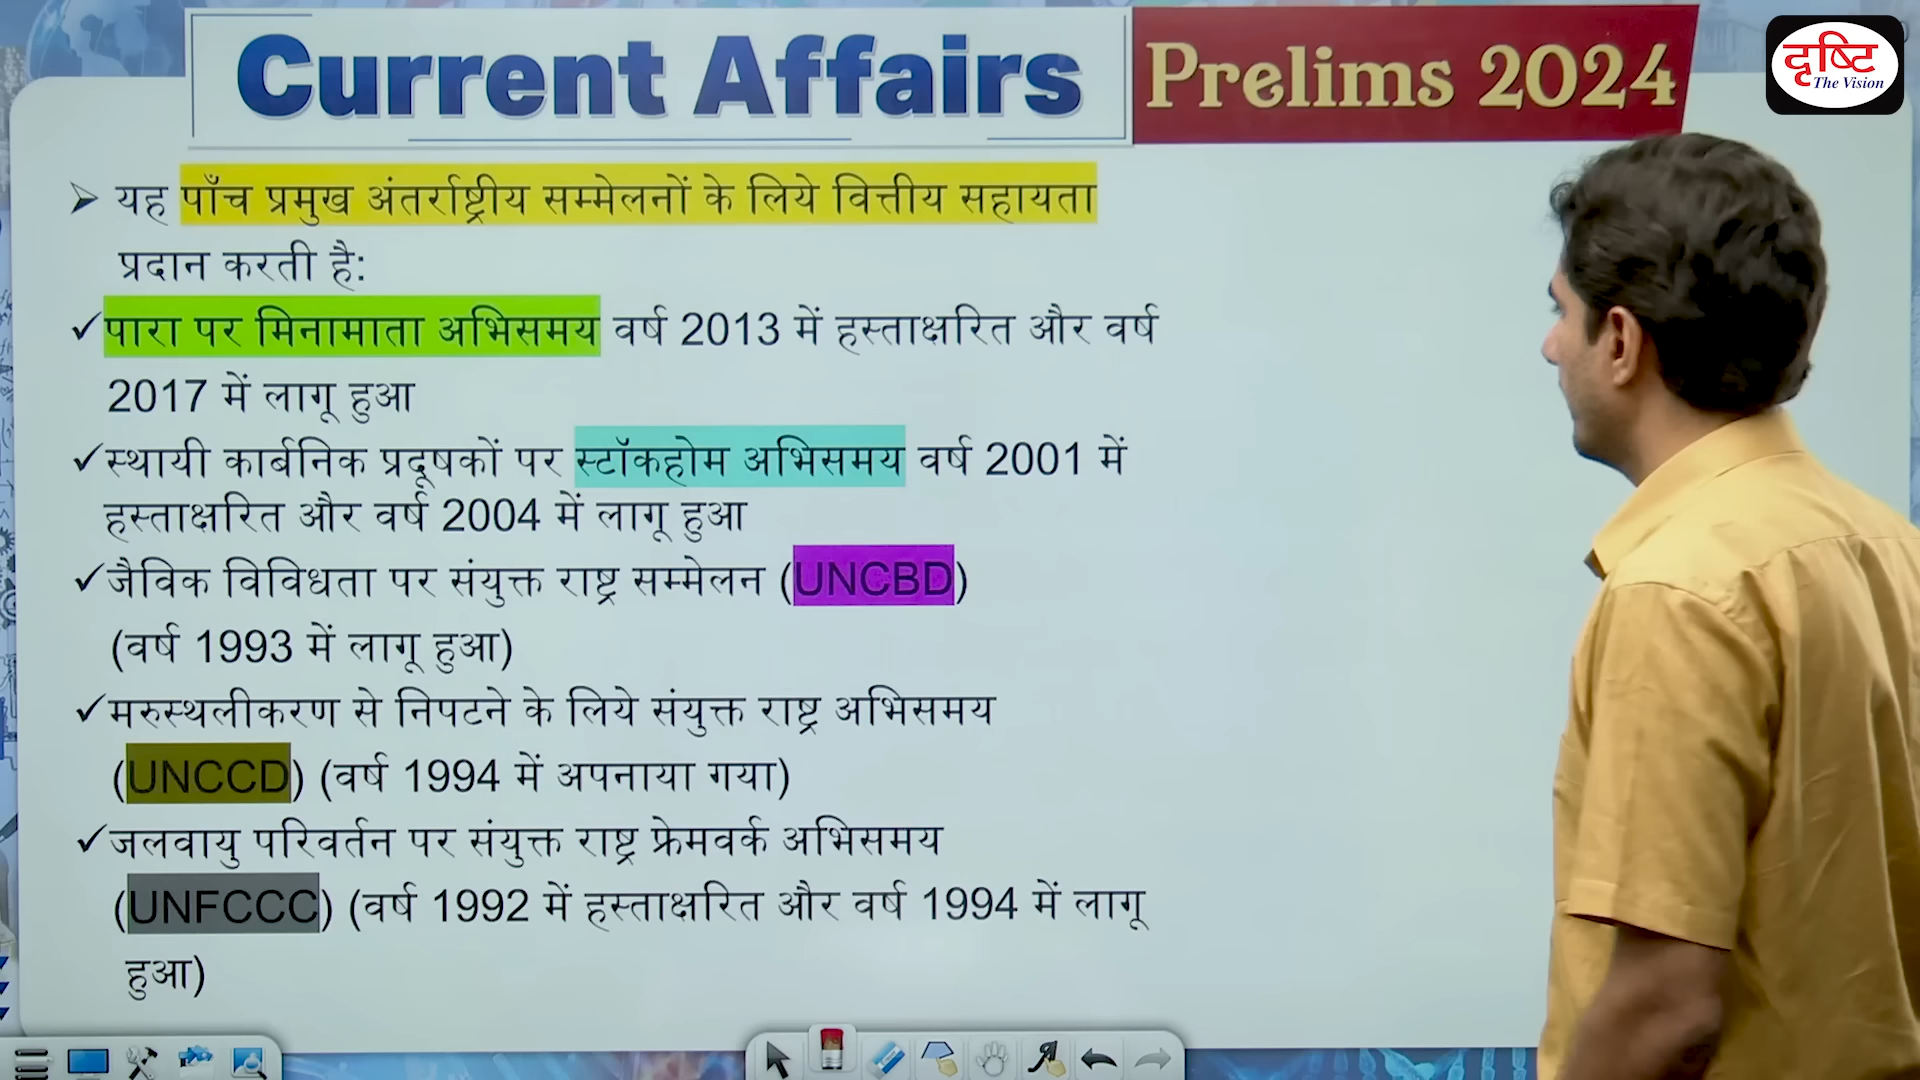 Current Affairs
Prelims 2024
दृष्टि
The Vision
➢ यह पाँच प्रमुख अंतर्राष्ट्रीय सम्मेलनों के लिये वित्तीय सहायता
प्रदान करती है:
✓पारा पर मिनामाता अभिसमय वर्ष 2013 में हस्ताक्षरित और वर्ष
2017 में लागू हुआ
✓स्थायी कार्बनिक प्रदूषकों पर स्टॉकहोम अभिसमय वर्ष 2001 में
हस्ताक्षरित और वर्ष 2004 में लागू हुआ
✓जैविक विविधता पर संयुक्त राष्ट्र सम्मेलन (UNCBD)
(वर्ष 1993 में लागू हुआ)
✓मरुस्थलीकरण से निपटने के लिये संयुक्त राष्ट्र अभिसमय
(UNCCD) (वर्ष 1994 में अपनाया गया)
✓जलवायु परिवर्तन पर संयुक्त राष्ट्र फ्रेमवर्क अभिसमय
(UNFCCC) (वर्ष 1992 में हस्ताक्षरित और वर्ष 1994 में लागू
हुआ)